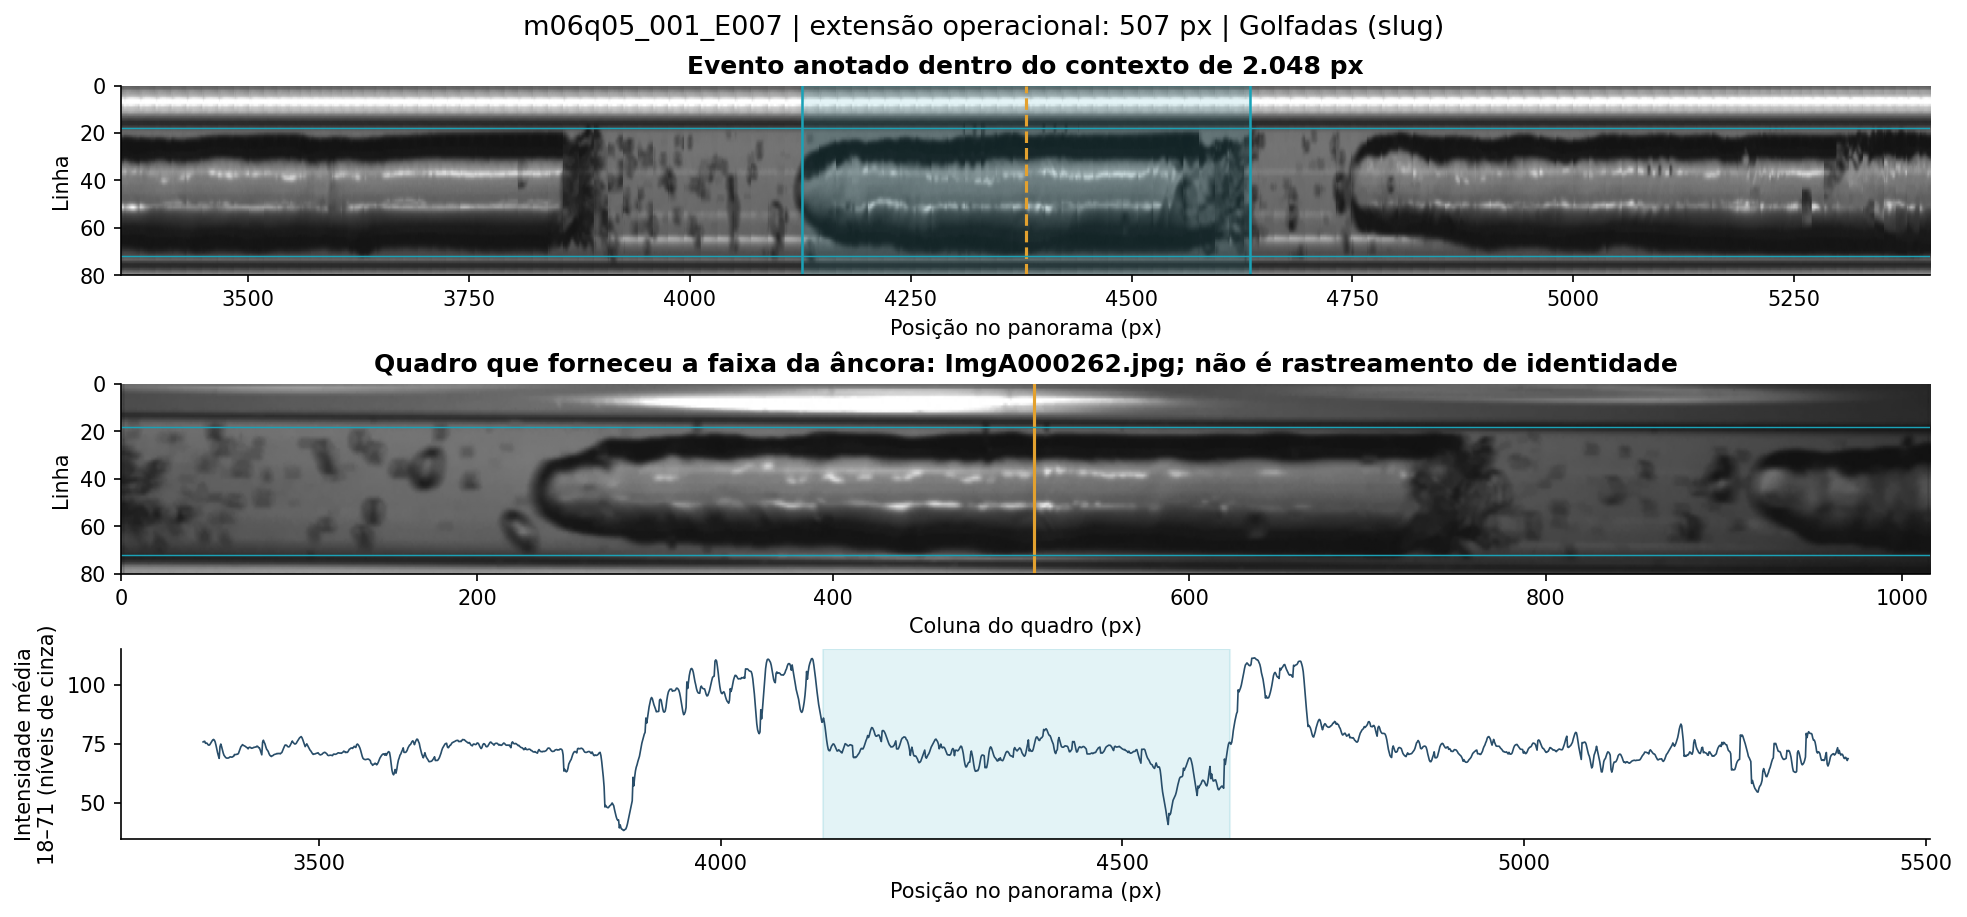 m06q05_001_E007 | extensão operacional: 507 px | Golfadas (slug)
Evento anotado dentro do contexto de 2.048 px
Linha
0
20
40
60
80
3500 3750 4000 4250 4500 4750 5000 5250
Posição no panorama (px)
Quadro que forneceu a faixa da âncora: ImgA000262.jpg; não é rastreamento de identidade
Linha
0
20
40
60
80
0 200 400 600 800 1000
Coluna do quadro (px)
Intensidade média
18–71 (níveis de cinza)
100
75
50
3500 4000 4500 5000 5500
Posição no panorama (px)